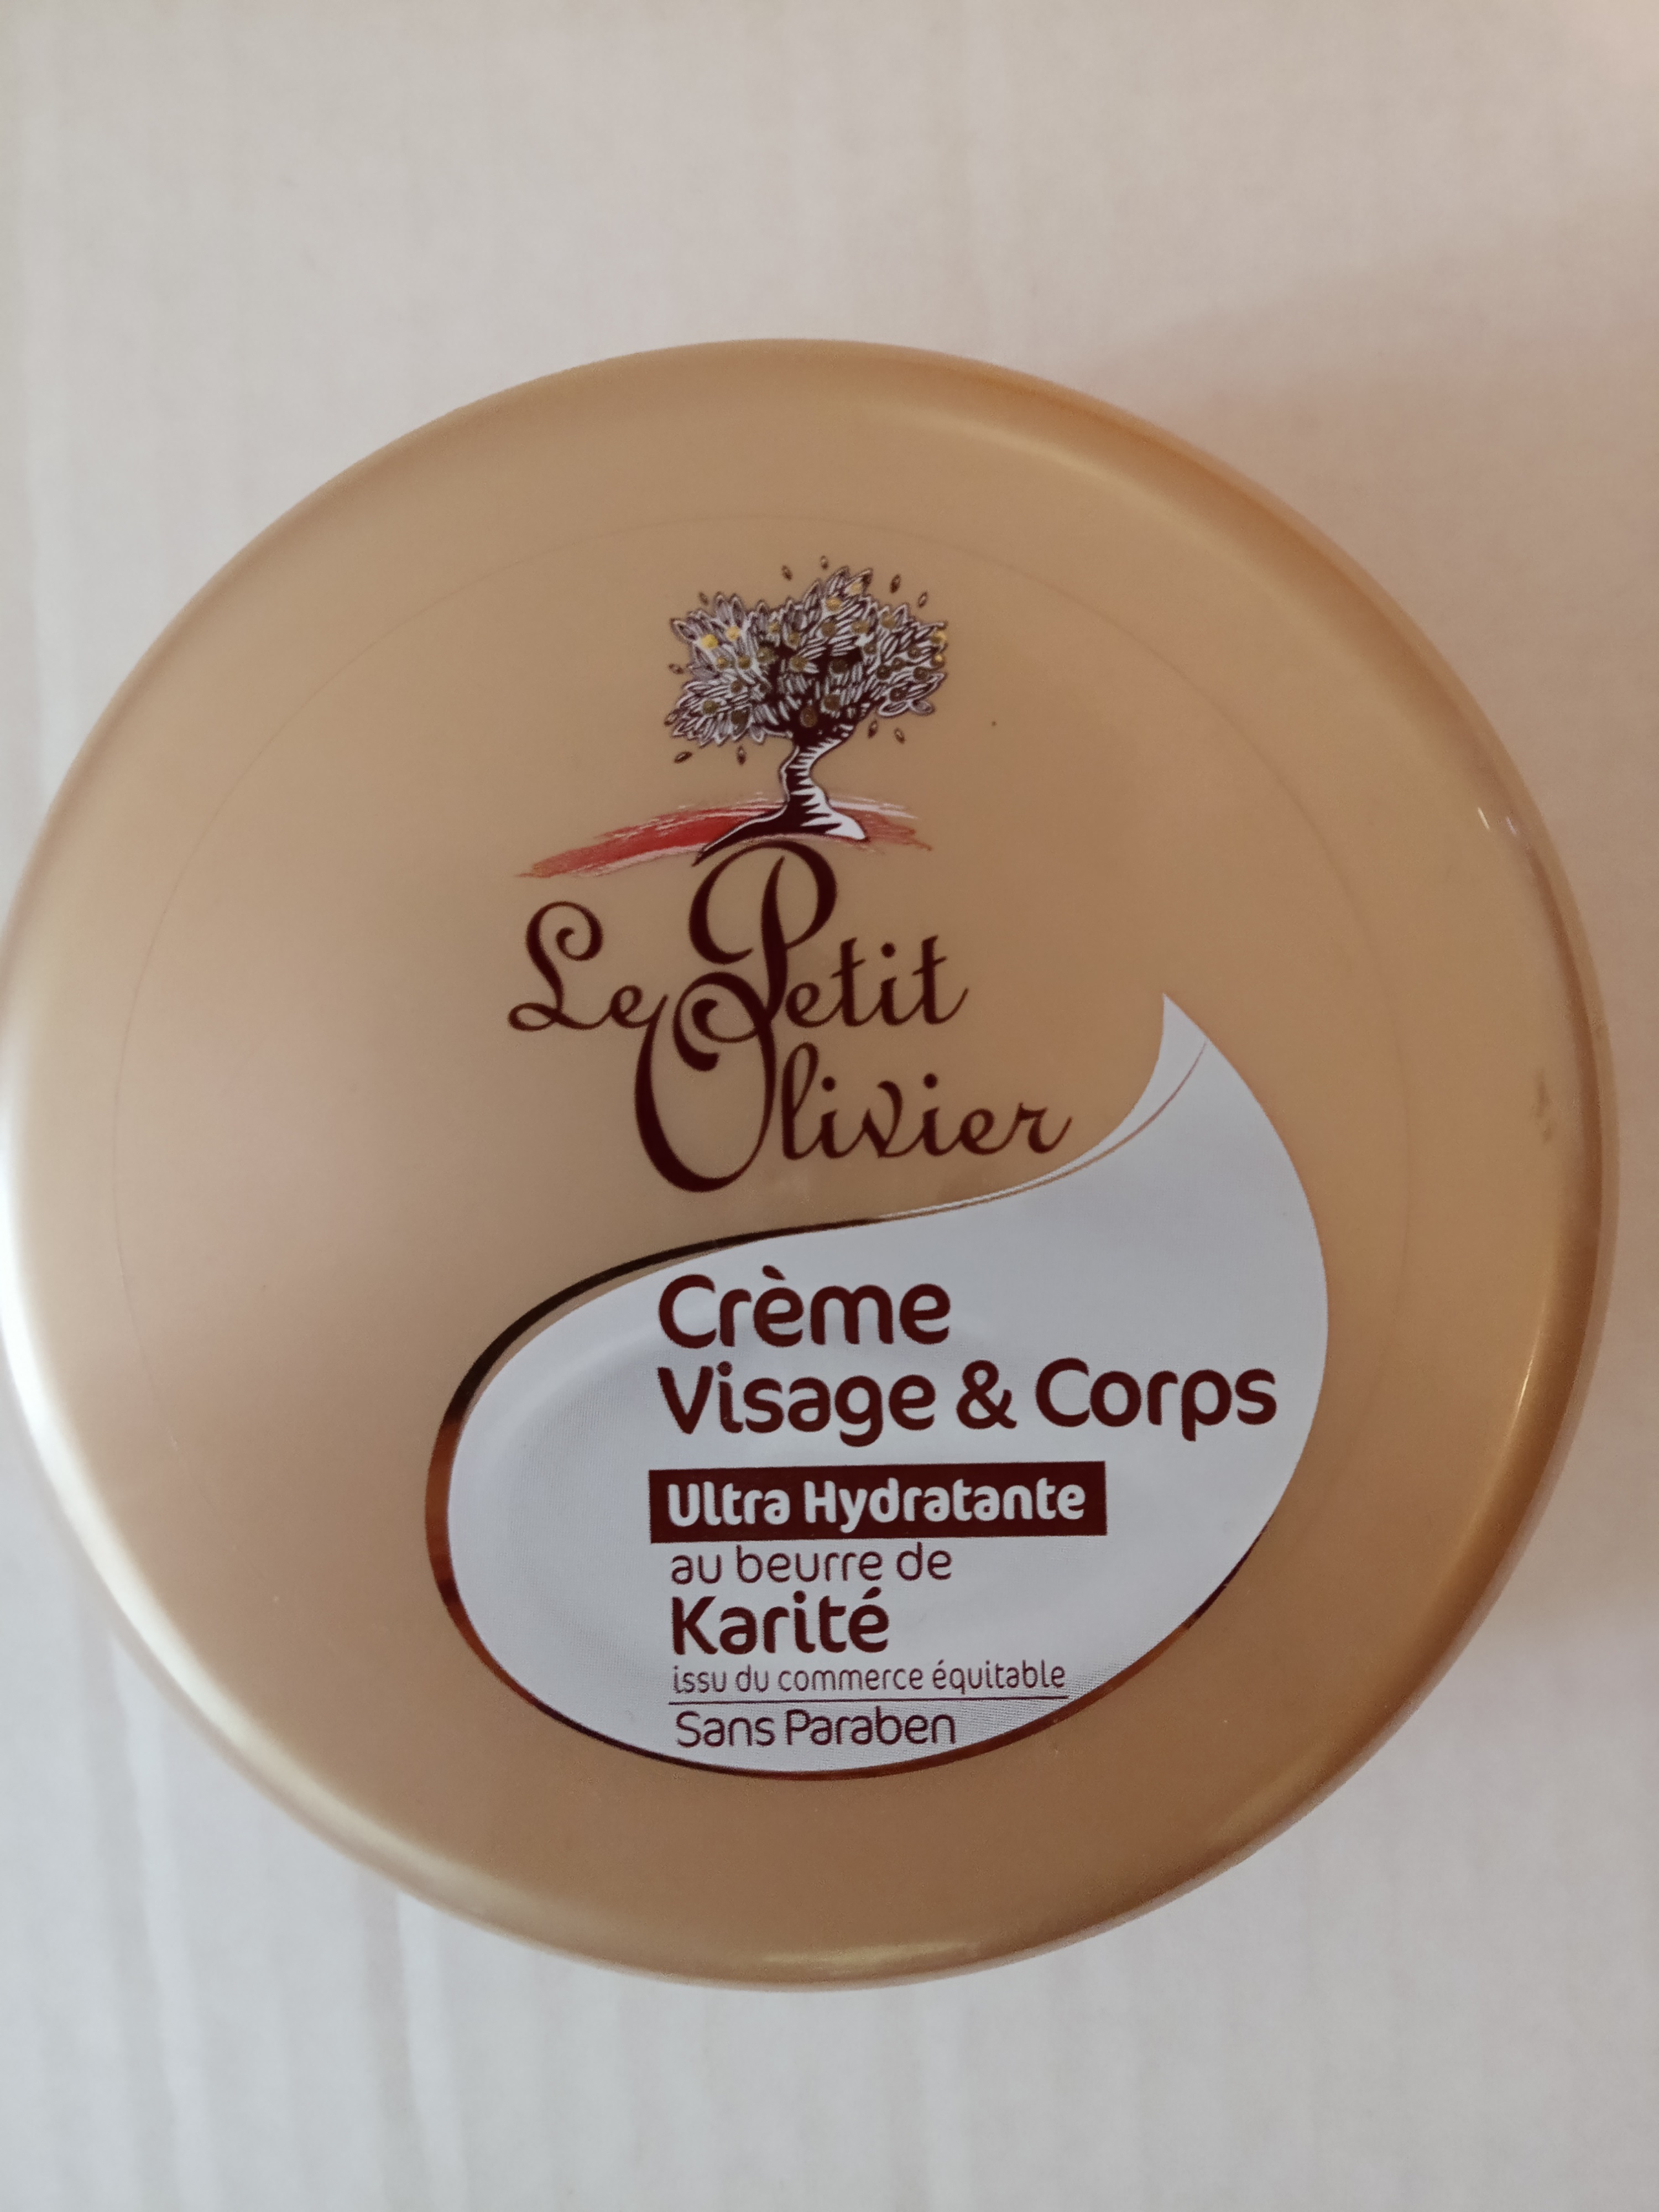 Le Petit
Olivier
Crème
Visage & Corps
Ultra Hydratante
au beurre de
Karité
issu du commerce équitable
Sans Paraben